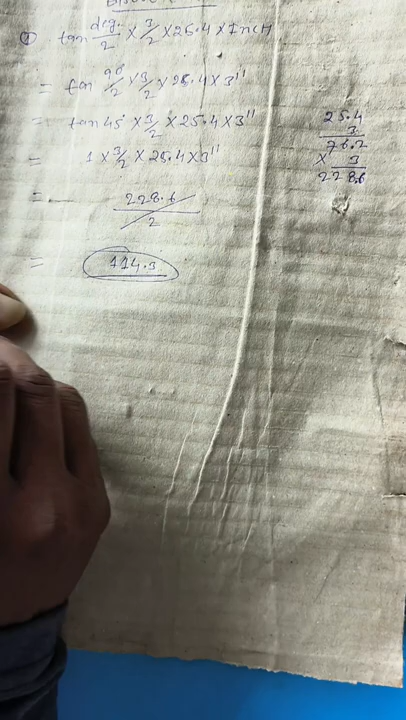 ① tan deg./2 × 3/2 × 25.4 × Inch
= tan 90/2 × 3/2 × 25.4 × 3"
= tan 45° × 3/2 × 25.4 × 3"
= 1 × 3/2 × 25.4 × 3"
= 228.6/2
= 114.3
25.4
3
76.2
× 3
228.6